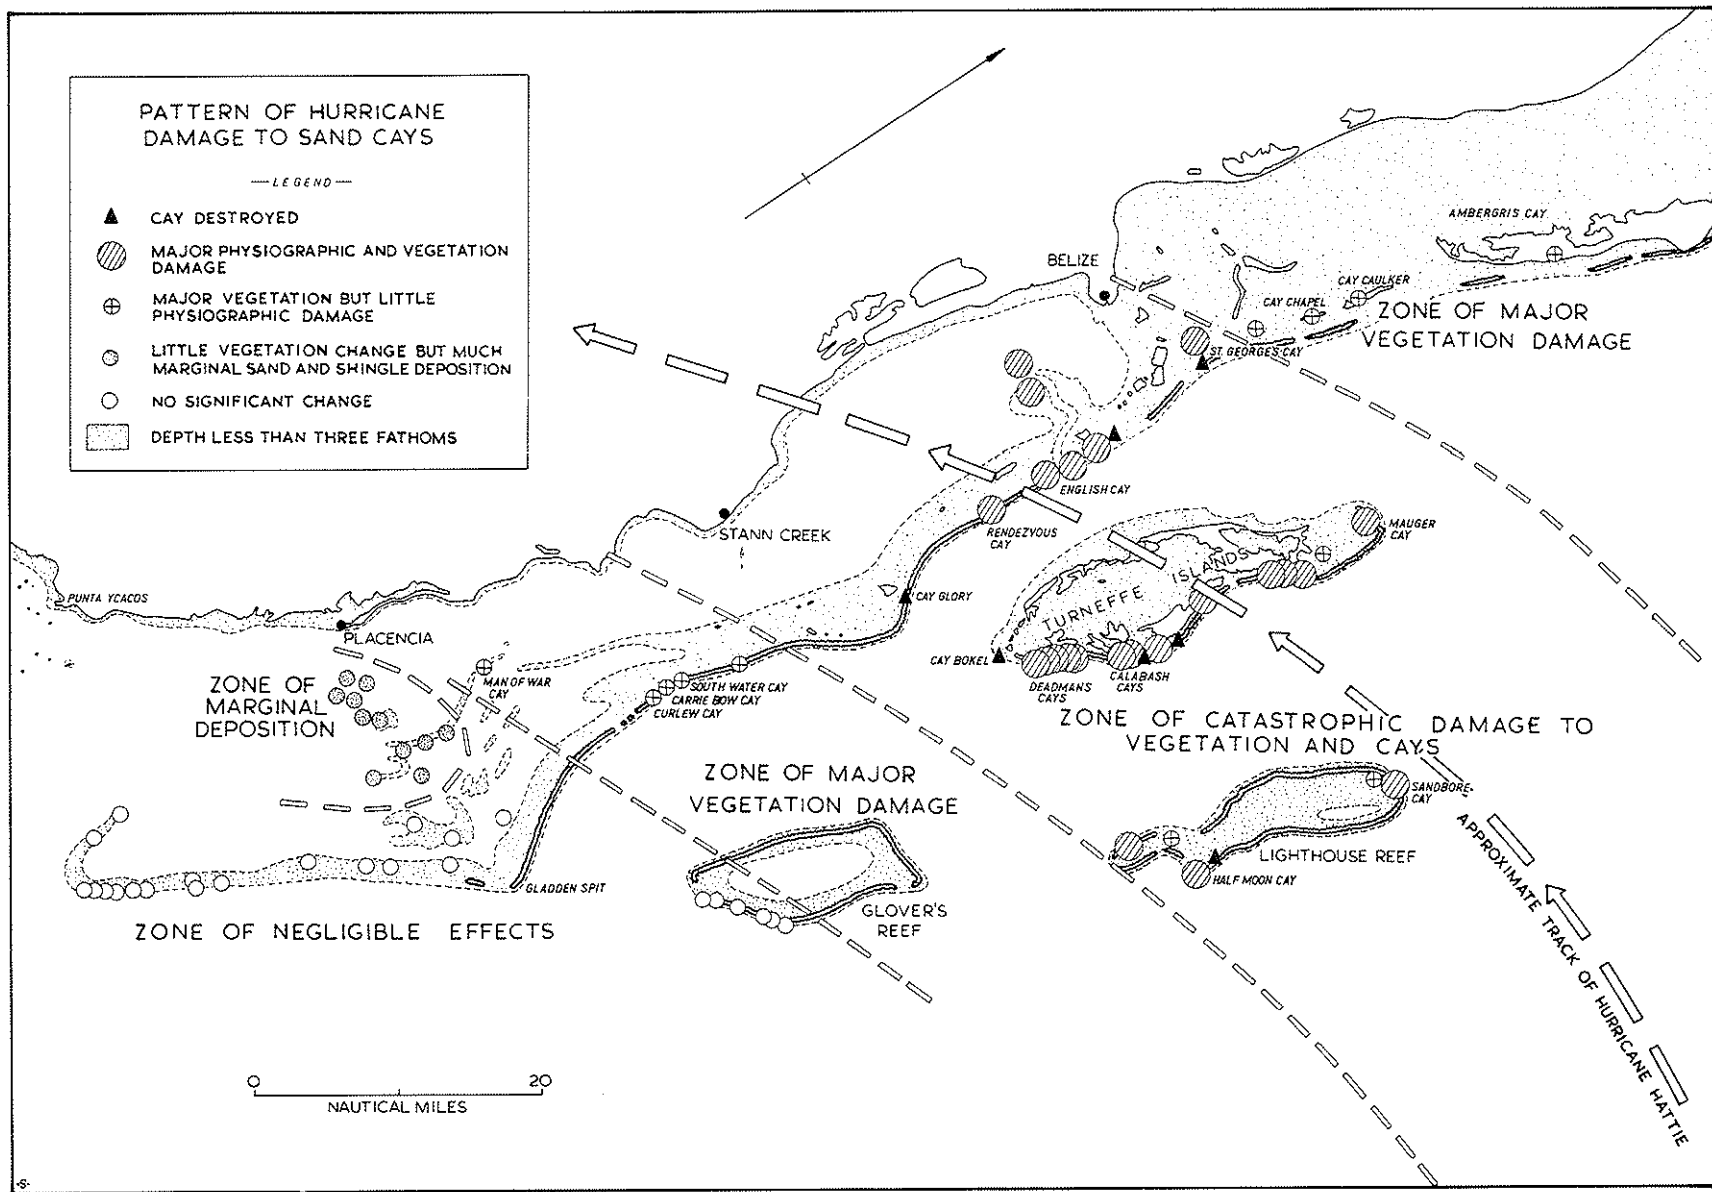 PATTERN OF HURRICANE
DAMAGE TO SAND CAYS
—LEGEND—
CAY DESTROYED
MAJOR PHYSIOGRAPHIC AND VEGETATION
DAMAGE
MAJOR VEGETATION BUT LITTLE
PHYSIOGRAPHIC DAMAGE
LITTLE VEGETATION CHANGE BUT MUCH
MARGINAL SAND AND SHINGLE DEPOSITION
NO SIGNIFICANT CHANGE
DEPTH LESS THAN THREE FATHOMS
AMBERGRIS CAY
BELIZE
CAY CAULKER
CAY CHAPEL
ZONE OF MAJOR
VEGETATION DAMAGE
ST. GEORGES CAY
ENGLISH CAY
RENDEZVOUS
CAY
MAUGER
CAY
STANN CREEK
TURNEFFE ISLANDS
CAY GLORY
PUNTA YCACOS
PLACENCIA
CAY BOKEL
DEADMANS
CAYS
CALABASH
CAYS
MAN OF WAR
CAY
SOUTH WATER CAY
CARRIE BOW CAY
CURLEW CAY
ZONE OF
MARGINAL
DEPOSITION
ZONE OF CATASTROPHIC DAMAGE TO
VEGETATION AND CAYS
ZONE OF MAJOR
VEGETATION DAMAGE
SANDBORE
CAY
LIGHTHOUSE REEF
HALF MOON CAY
GLADDEN SPIT
GLOVER'S
REEF
ZONE OF NEGLIGIBLE EFFECTS
APPROXIMATE TRACK OF HURRICANE HATTIE
0 20
NAUTICAL MILES
-S-